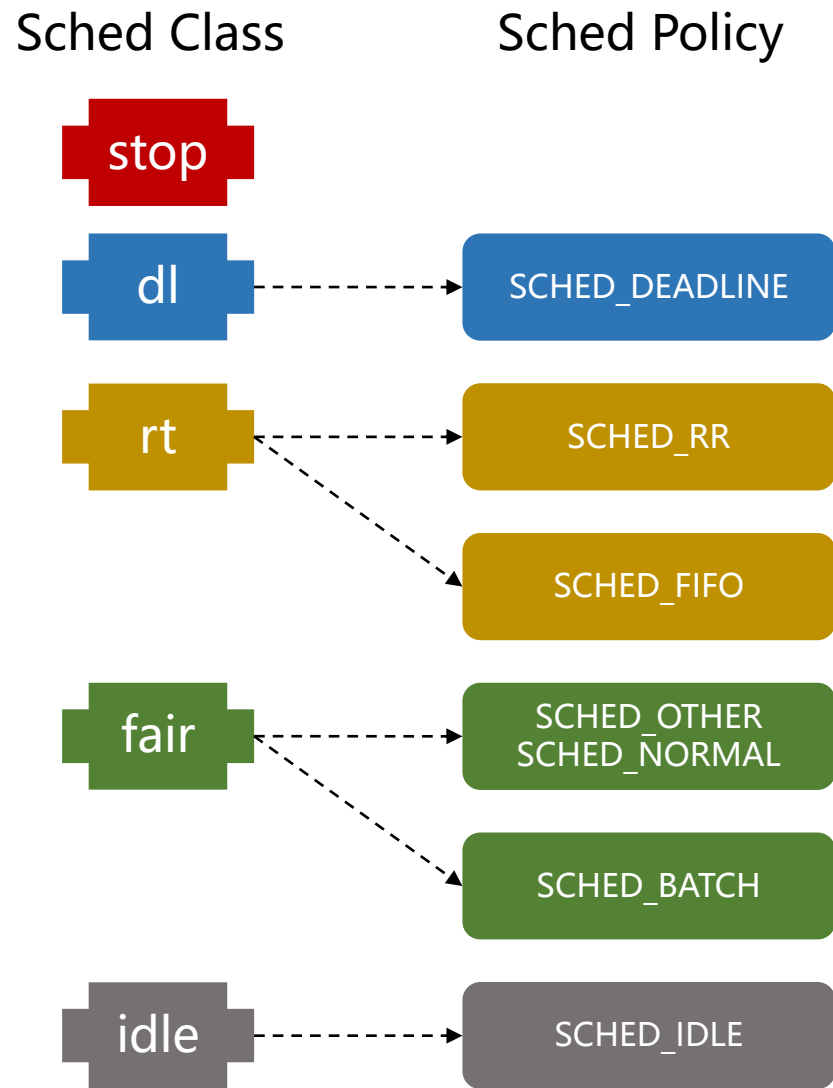 Sched Class
Sched Policy
stop
dl
SCHED_DEADLINE
rt
SCHED_RR
SCHED_FIFO
fair
SCHED_OTHER
SCHED_NORMAL
SCHED_BATCH
idle
SCHED_IDLE